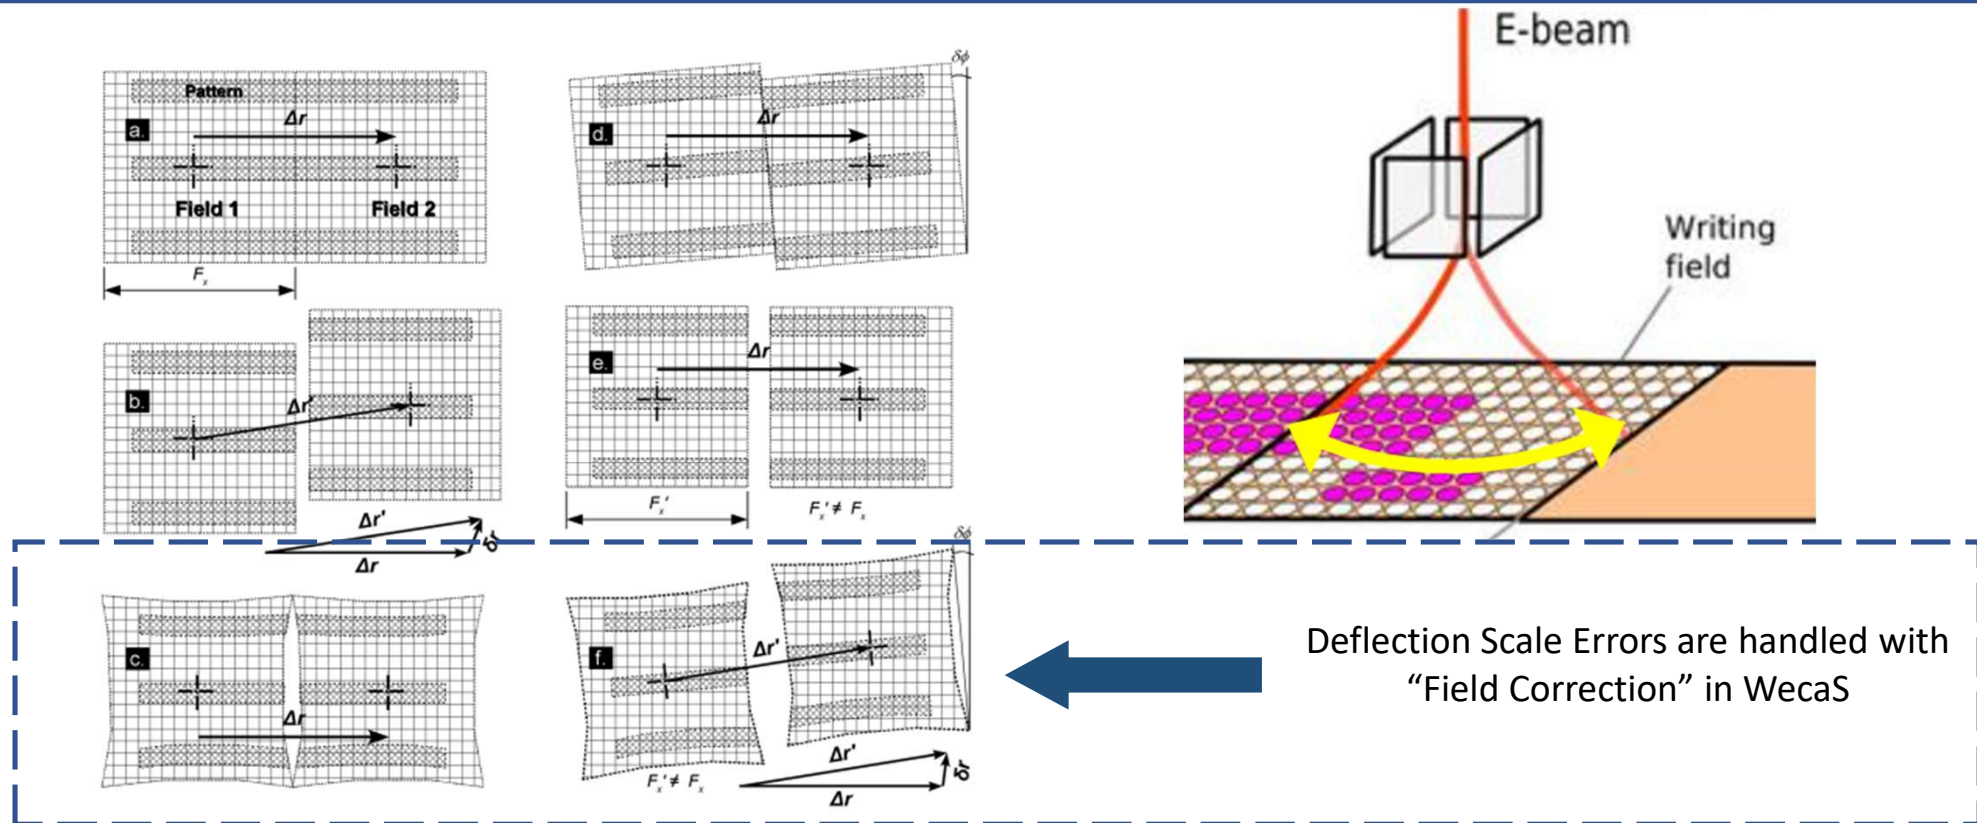 Pattern
a.
Δr
Field 1
Field 2
Fx
b.
Δr'
Δr'
δr
Δr
c.
Δr
δϕ
d.
Δr
e.
Δr
Fx'
Fx' ≠ Fx
δϕ
f.
Δr'
Fx' ≠ Fx
Δr'
δr
Δr
E-beam
Writing
field
Deflection Scale Errors are handled with
“Field Correction” in WecaS